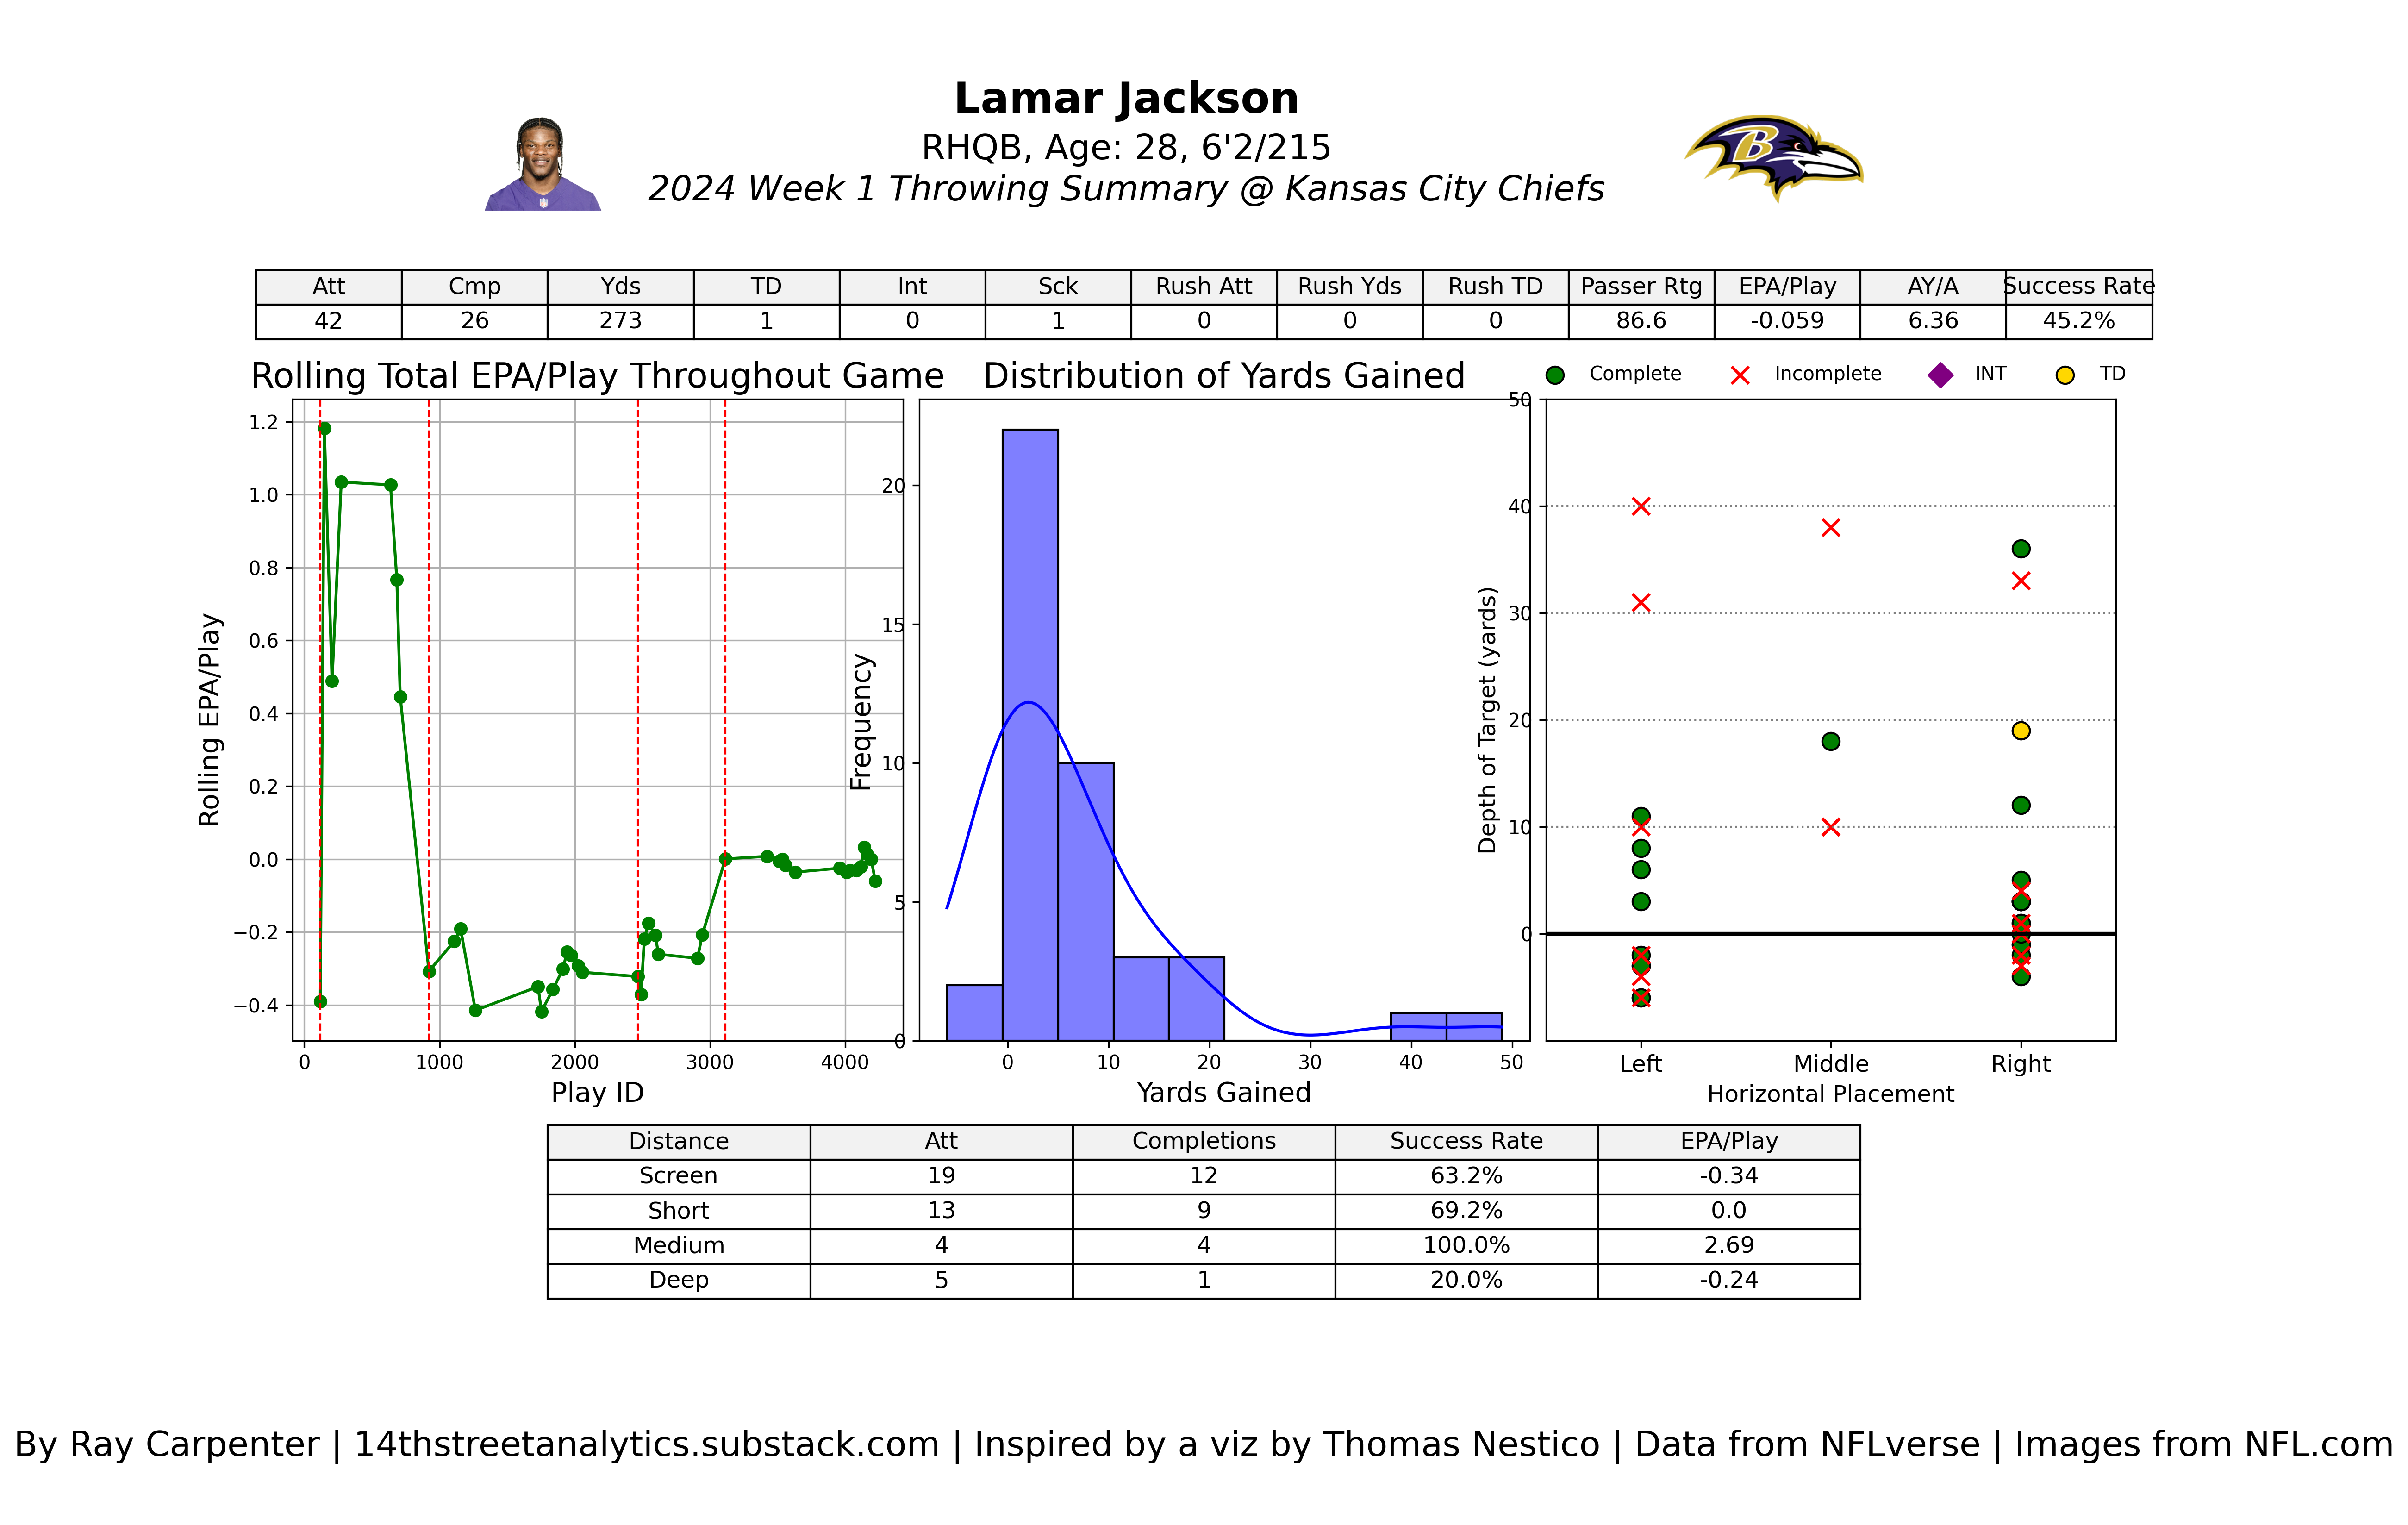 Lamar Jackson
RHQB, Age: 28, 6'2/215
2024 Week 1 Throwing Summary @ Kansas City Chiefs
B
Att Cmp Yds TD Int Sck Rush Att Rush Yds Rush TD Passer Rtg EPA/Play AY/A Success Rate
42 26 273 1 0 1 0 0 0 86.6 -0.059 6.36 45.2%
Rolling Total EPA/Play Throughout Game
1.2
1.0
0.8
0.6
0.4
0.2
0.0
−0.2
−0.4
Rolling EPA/Play
0 1000 2000 3000 4000
Play ID
Distribution of Yards Gained
20
15
10
5
0
Frequency
0 10 20 30 40 50
Yards Gained
Complete Incomplete INT TD
50
40
30
20
10
0
Depth of Target (yards)
Left Middle Right
Horizontal Placement
Distance Att Completions Success Rate EPA/Play
Screen 19 12 63.2% -0.34
Short 13 9 69.2% 0.0
Medium 4 4 100.0% 2.69
Deep 5 1 20.0% -0.24
By Ray Carpenter | 14thstreetanalytics.substack.com | Inspired by a viz by Thomas Nestico | Data from NFLverse | Images from NFL.com